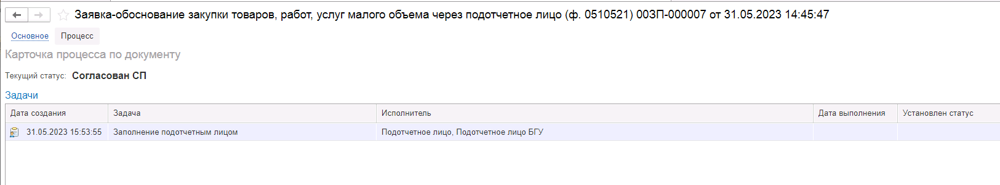 Заявка-обоснование закупки товаров, работ, услуг малого объема через подотчетное лицо (ф. 0510521) 00ЗП-000007 от 31.05.2023 14:45:47
Основное Процесс
Карточка процесса по документу
Текущий статус: Согласован СП
Задачи
Дата создания Задача Исполнитель Дата выполнения Установлен статус
31.05.2023 15:53:55 Заполнение подотчетным лицом Подотчетное лицо, Подотчетное лицо БГУ